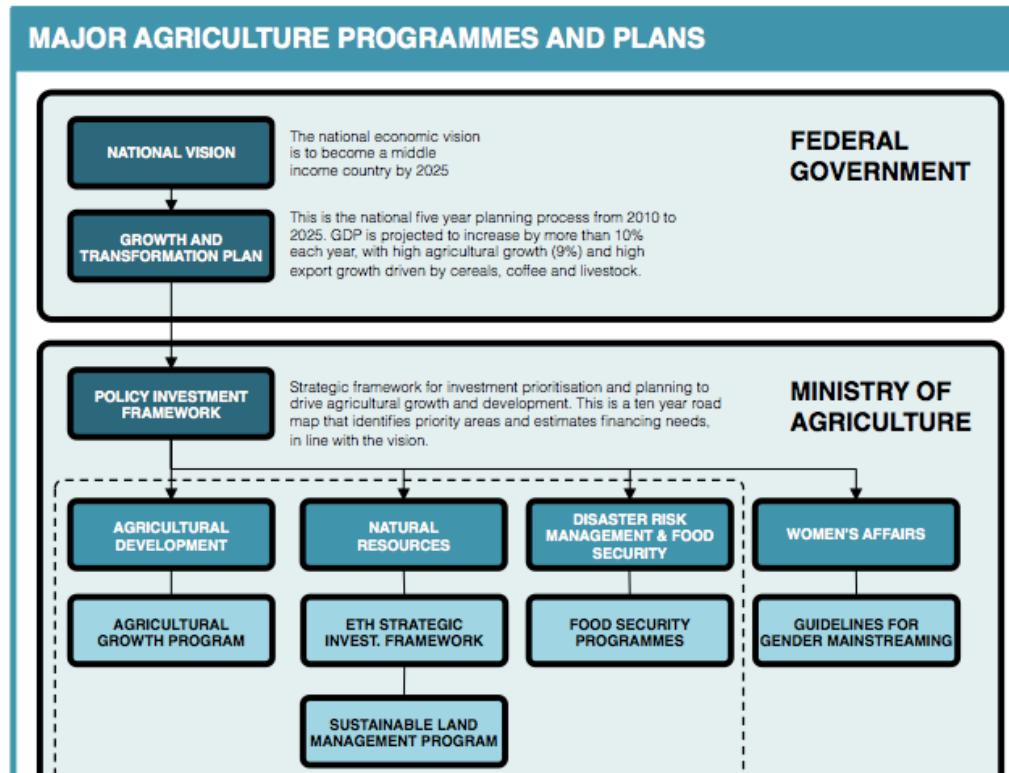 MAJOR AGRICULTURE PROGRAMMES AND PLANS
FEDERAL
GOVERNMENT
NATIONAL VISION
The national economic vision
is to become a middle
income country by 2025
GROWTH AND
TRANSFORMATION PLAN
This is the national five year planning process from 2010 to
2025. GDP is projected to increase by more than 10%
each year, with high agricultural growth (9%) and high
export growth driven by cereals, coffee and livestock.
MINISTRY OF
AGRICULTURE
POLICY INVESTMENT
FRAMEWORK
Strategic framework for investment prioritisation and planning to
drive agricultural growth and development. This is a ten year road
map that identifies priority areas and estimates financing needs,
in line with the vision.
AGRICULTURAL
DEVELOPMENT
NATURAL
RESOURCES
DISASTER RISK
MANAGEMENT & FOOD
SECURITY
WOMEN'S AFFAIRS
AGRICULTURAL
GROWTH PROGRAM
ETH STRATEGIC
INVEST. FRAMEWORK
FOOD SECURITY
PROGRAMMES
GUIDELINES FOR
GENDER MAINSTREAMING
SUSTAINABLE LAND
MANAGEMENT PROGRAM